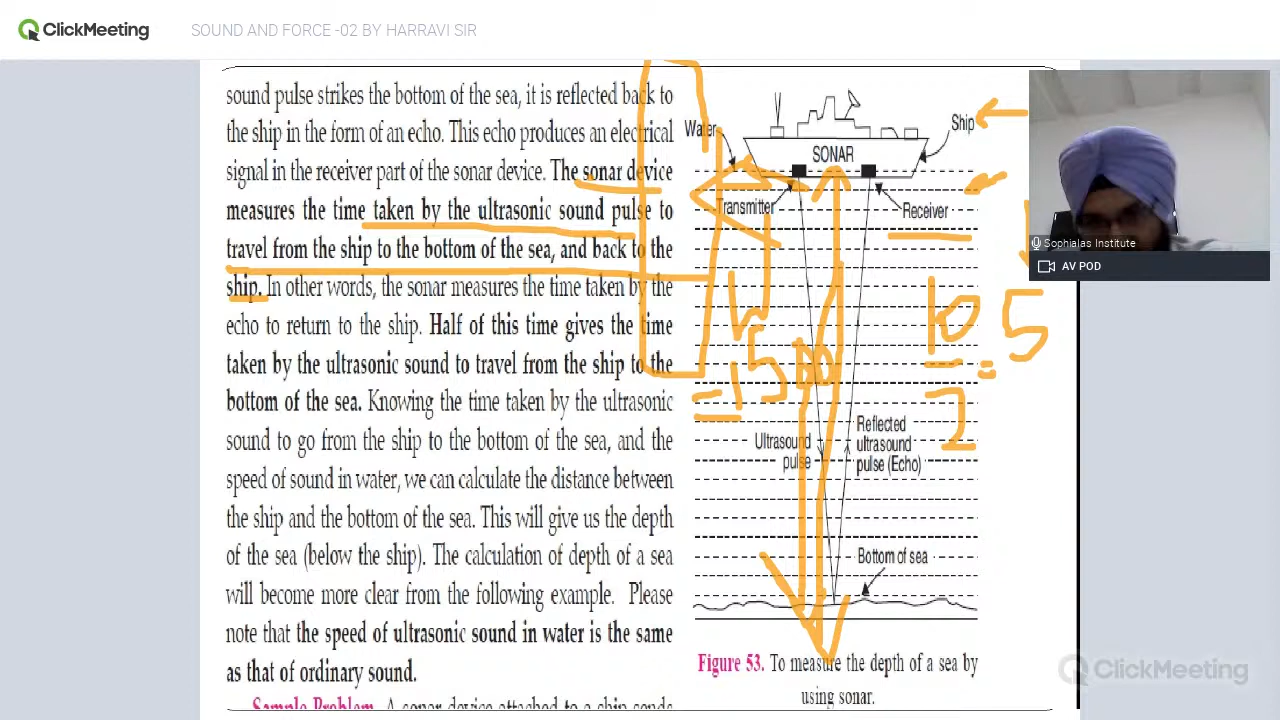 ClickMeeting
SOUND AND FORCE -02 BY HARRAVI SIR
sound pulse strikes the bottom of the sea, it is reflected back to
the ship in the form of an echo. This echo produces an electrical
signal in the receiver part of the sonar device. The sonar device
measures the time taken by the ultrasonic sound pulse to
travel from the ship to the bottom of the sea, and back to the
ship. In other words, the sonar measures the time taken by the
echo to return to the ship. Half of this time gives the time
taken by the ultrasonic sound to travel from the ship to the
bottom of the sea. Knowing the time taken by the ultrasonic
sound to go from the ship to the bottom of the sea, and the
speed of sound in water, we can calculate the distance between
the ship and the bottom of the sea. This will give us the depth
of the sea (below the ship). The calculation of depth of a sea
will become more clear from the following example. Please
note that the speed of ultrasonic sound in water is the same
as that of ordinary sound.
Sample Problem. A sonar device attached to a ship sends
Water
Ship
SONAR
Transmitter
Receiver
10 = 5
2
Ultrasound
pulse
Reflected
ultrasound
pulse (Echo)
Bottom of sea
Figure 53. To measure the depth of a sea by
using sonar.
Sophialas Institute
AV POD
ClickMeeting